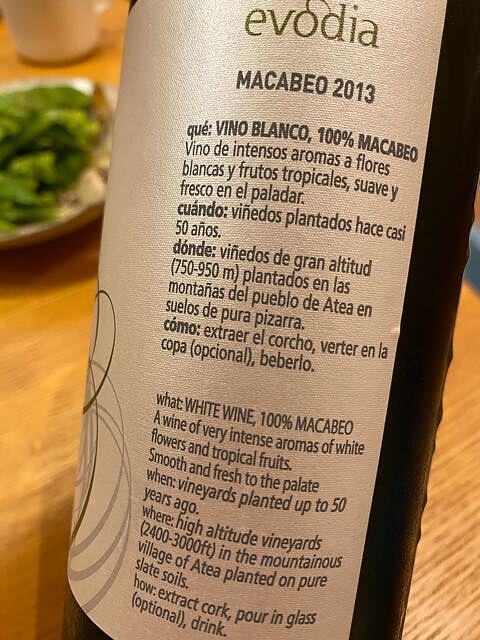 evodia
MACABEO 2013
qué: VINO BLANCO, 100% MACABEO
Vino de intensos aromas a flores
blancas y frutos tropicales, suave y
fresco en el paladar.
cuándo: viñedos plantados hace casi
50 años.
dónde: viñedos de gran altitud
(750-950 m) plantados en las
montañas del pueblo de Atea en
suelos de pura pizarra.
cómo: extraer el corcho, verter en la
copa (opcional), beberlo.
what: WHITE WINE, 100% MACABEO
A wine of very intense aromas of white
flowers and tropical fruits.
Smooth and fresh to the palate
when: vineyards planted up to 50
years ago.
where: high altitude vineyards
(2400-3000ft) in the mountainous
village of Atea planted on pure
slate soils.
how: extract cork, pour in glass
(optional), drink.